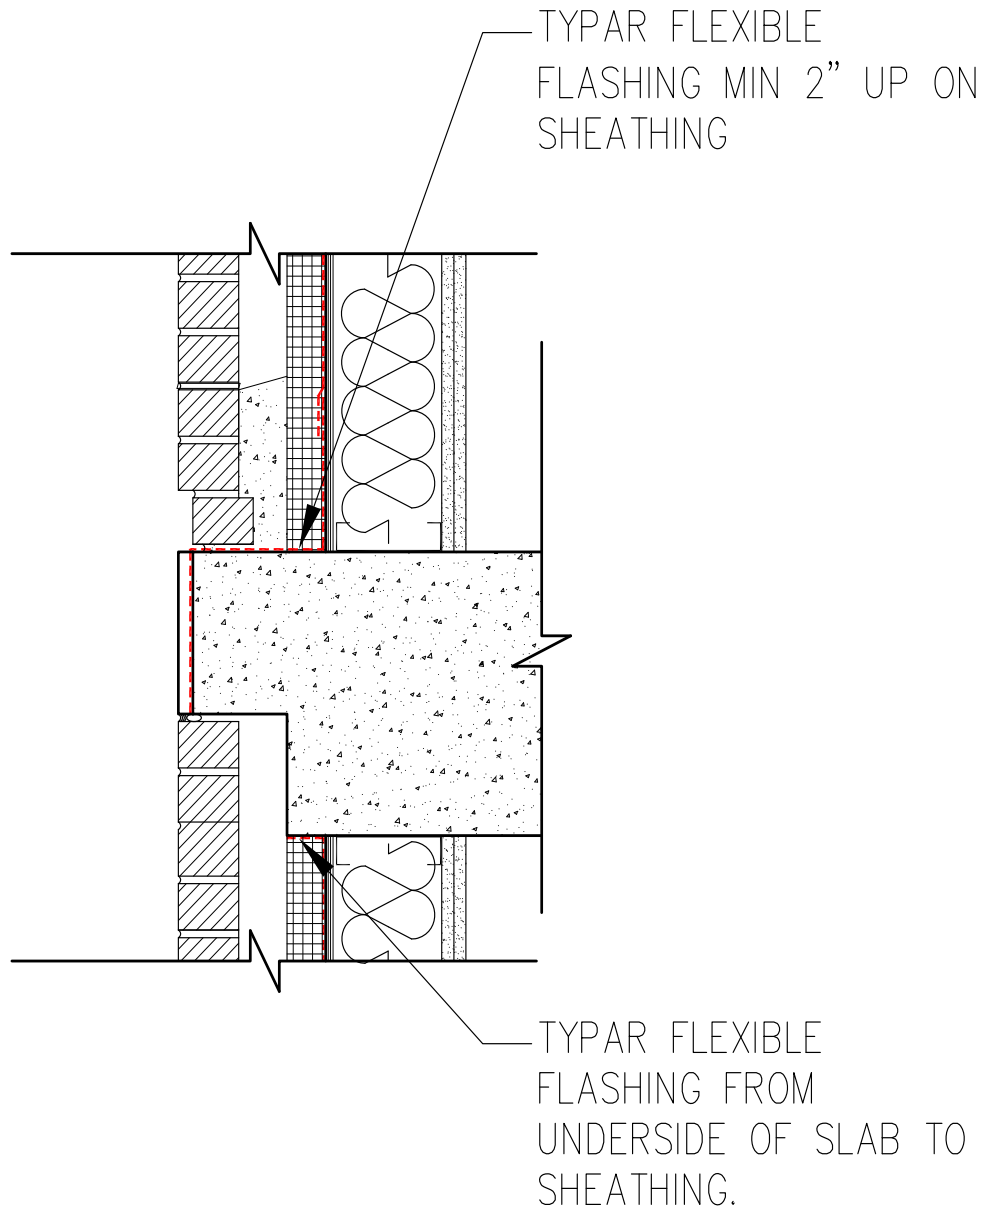 TYPAR FLEXIBLE
FLASHING MIN 2” UP ON
SHEATHING
TYPAR FLEXIBLE
FLASHING FROM
UNDERSIDE OF SLAB TO
SHEATHING.